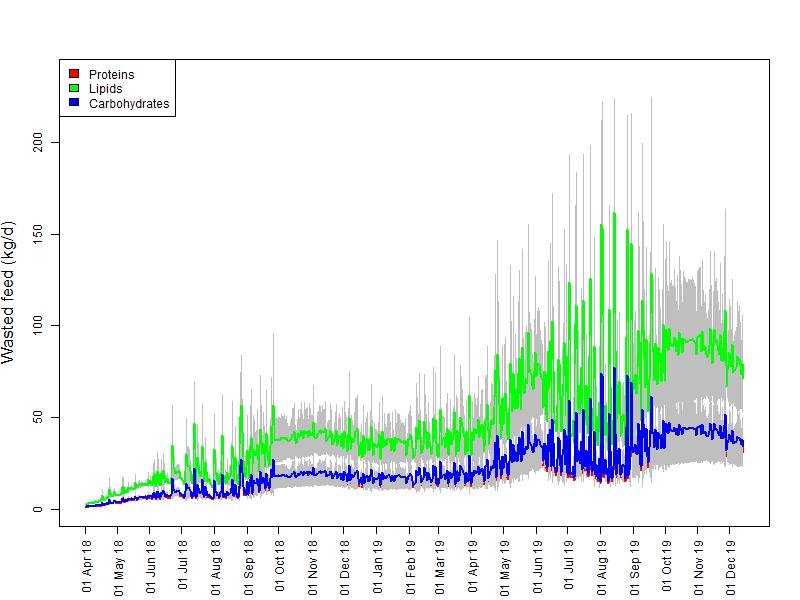 Proteins
Lipids
Carbohydrates
Wasted feed (kg/d)
200
150
100
50
0
01 Apr 18
01 May 18
01 Jun 18
01 Jul 18
01 Aug 18
01 Sep 18
01 Oct 18
01 Nov 18
01 Dec 18
01 Jan 19
01 Feb 19
01 Mar 19
01 Apr 19
01 May 19
01 Jun 19
01 Jul 19
01 Aug 19
01 Sep 19
01 Oct 19
01 Nov 19
01 Dec 19